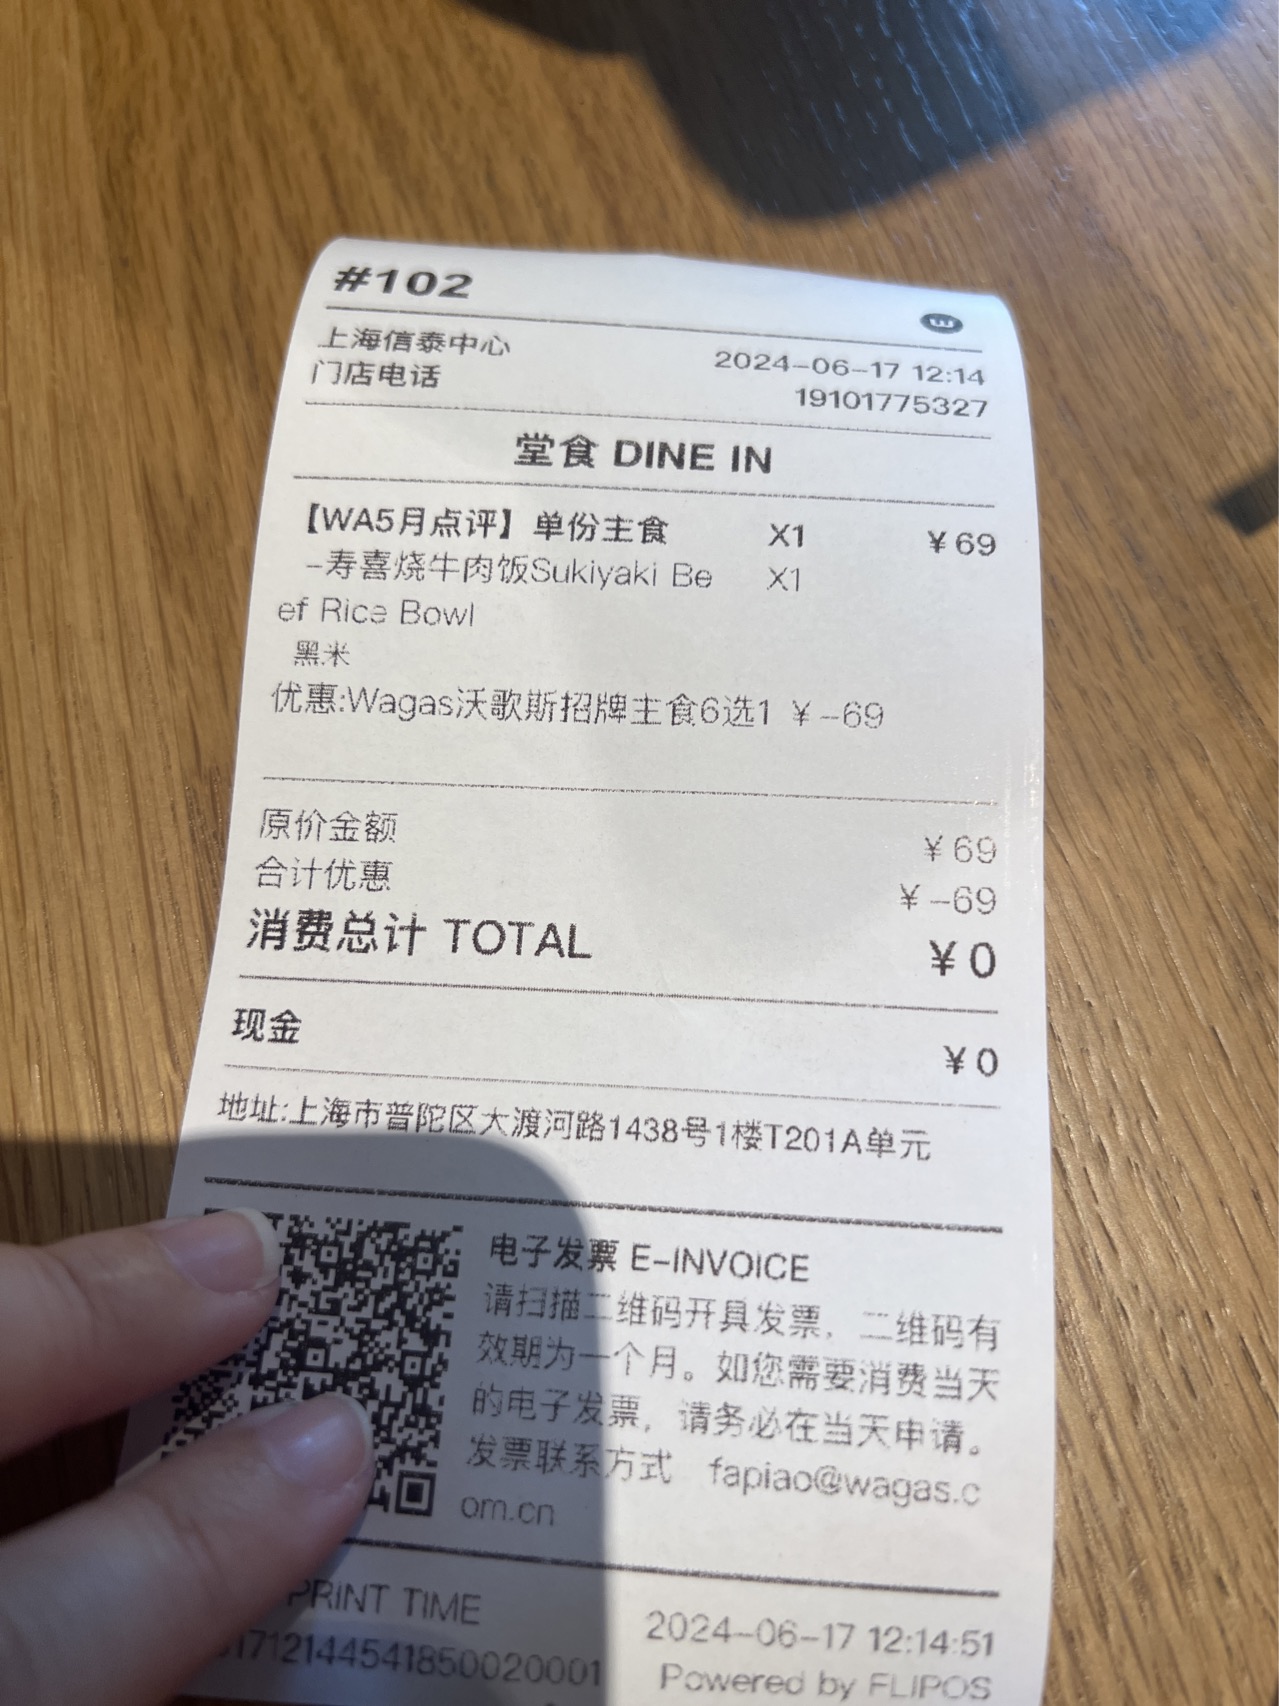 #102
上海信泰中心 2024-06-17 12:14
门店电话 19101775327
堂食 DINE IN
【WA5月点评】单份主食 X1 ¥69
-寿喜烧牛肉饭Sukiyaki Be X1
ef Rice Bowl
黑米
优惠:Wagas沃歌斯招牌主食6选1 ¥-69
原价金额 ¥69
合计优惠 ¥-69
消费总计 TOTAL ¥0
现金 ¥0
地址:上海市普陀区大渡河路1438号1楼T201A单元
电子发票 E-INVOICE
请扫描二维码开具发票，二维码有
效期为一个月。如您需要消费当天
的电子发票，请务必在当天申请。
发票联系方式 fapiao@wagas.c
om.cn
PRINT TIME 2024-06-17 12:14:51
Powered by FLIPOS